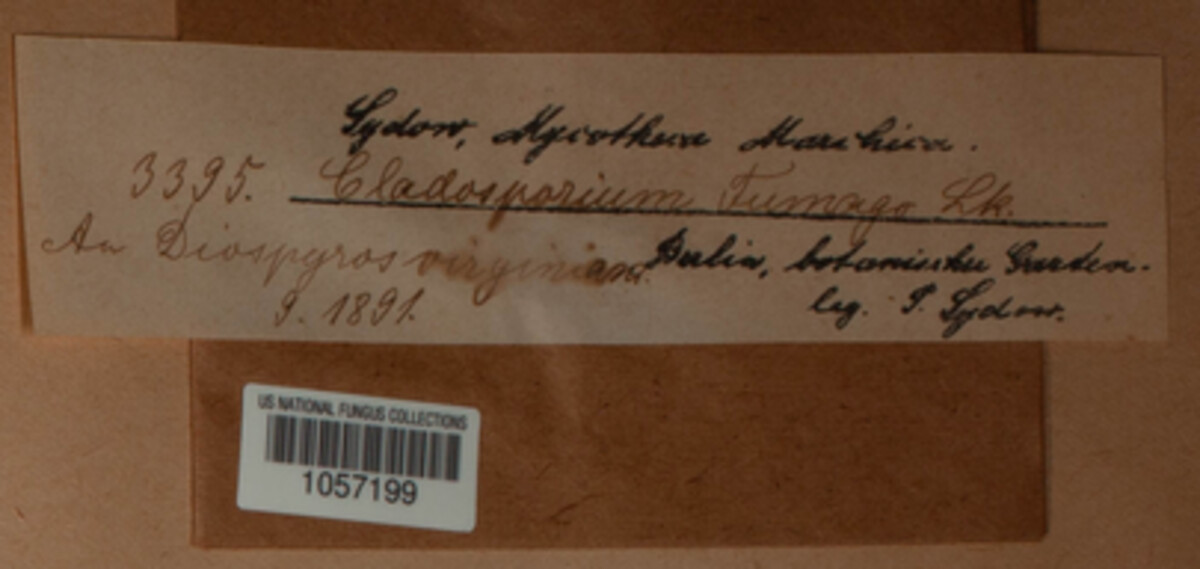 Sydow, Mycotheca Marchica.
3395. Cladosporium Fumago Lk.
An Diospyros virginiana. Berlin, botanischer Garten.
9. 1891. leg. P. Sydow.
US NATIONAL FUNGUS COLLECTIONS
1057199